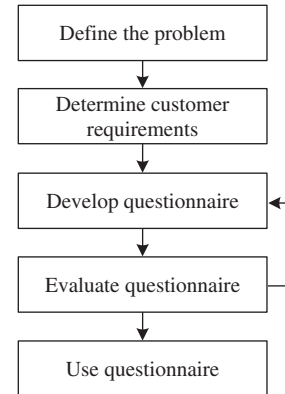 Define the problem
Determine customer
requirements
Develop questionnaire
Evaluate questionnaire
Use questionnaire